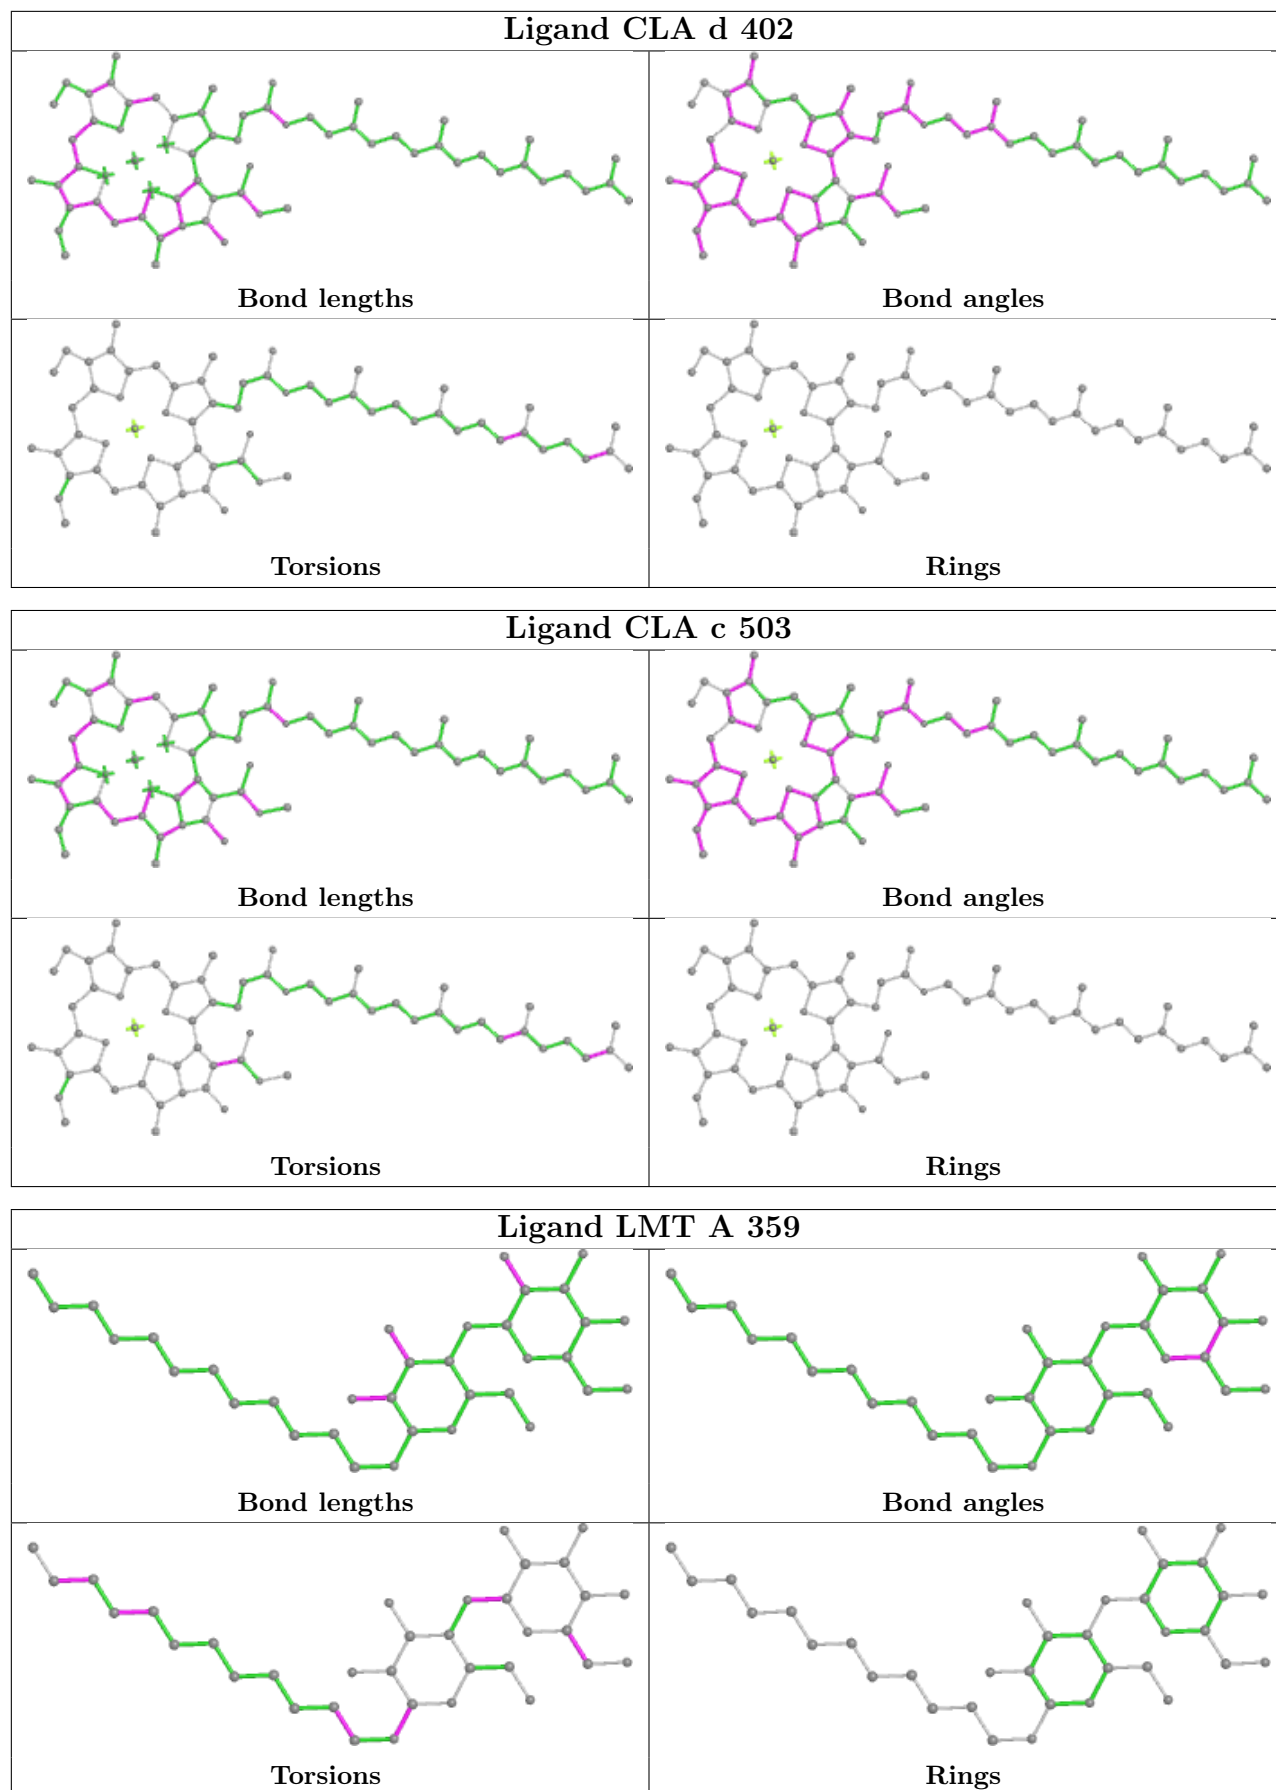 Ligand CLA d 402
Bond lengths
Bond angles
Torsions
Rings
Ligand CLA c 503
Bond lengths
Bond angles
Torsions
Rings
Ligand LMT A 359
Bond lengths
Bond angles
Torsions
Rings